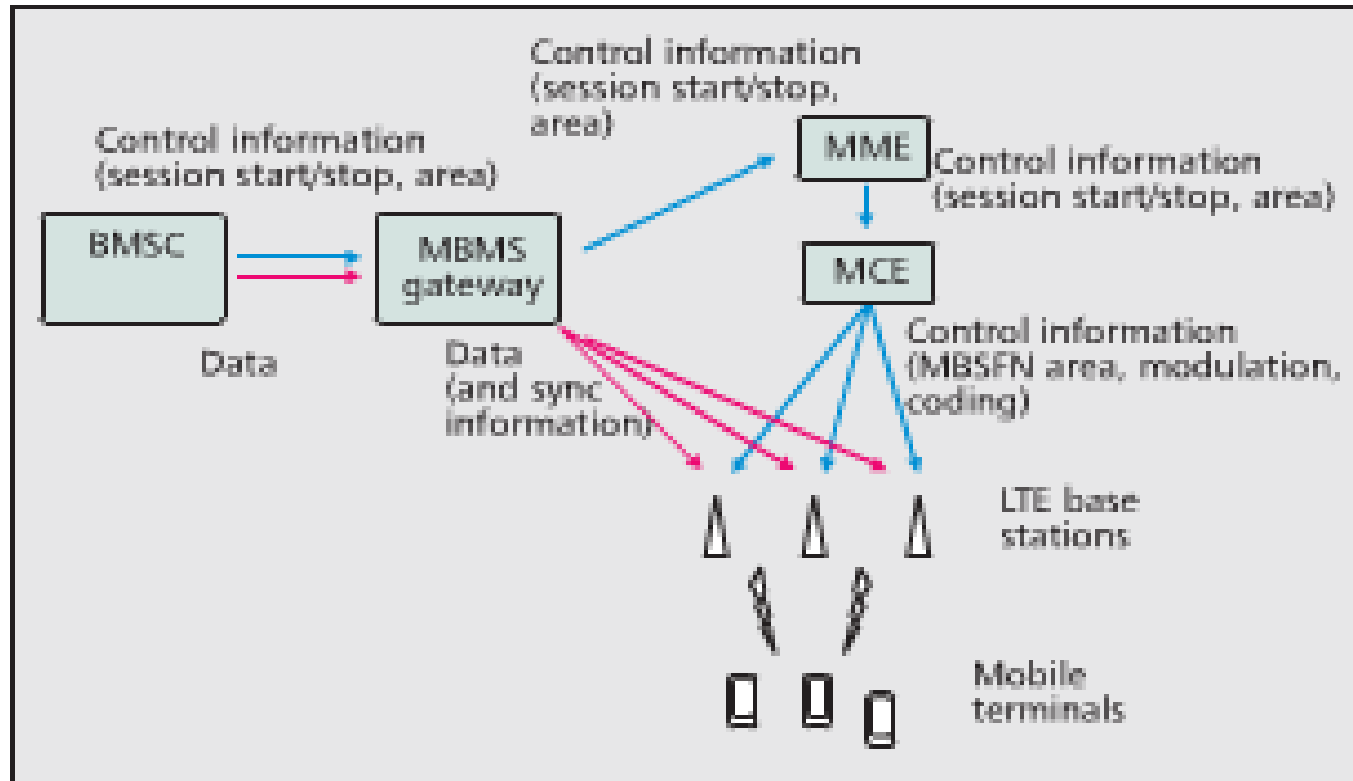 Control information
(session start/stop,
area)
Control information
(session start/stop, area)
MME
Control information
(session start/stop, area)
BMSC
MBMS
gateway
MCE
Data
Data
(and sync
information)
Control information
(MBSFN area, modulation,
coding)
LTE base
stations
Mobile
terminals